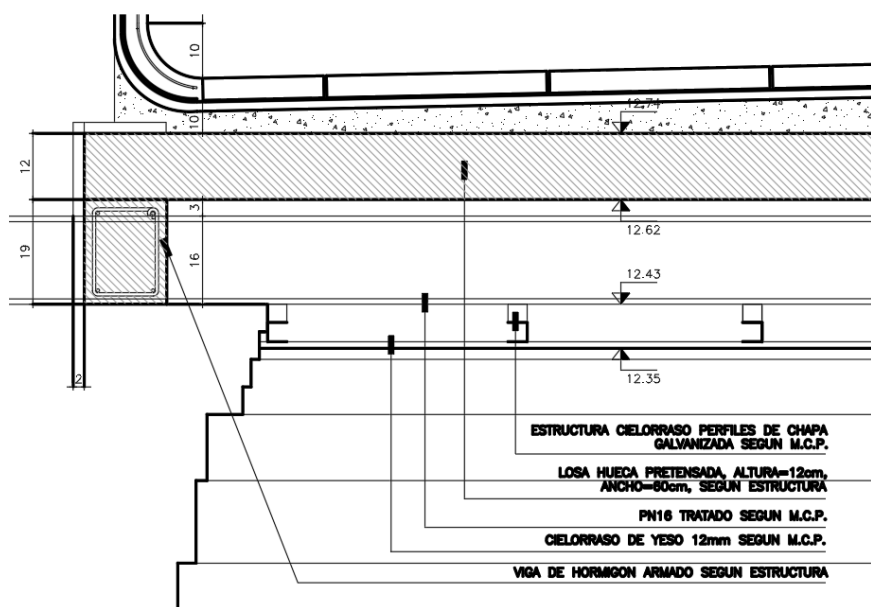 10
10
12.74
12
3
12.62
19
16
12.43
12.35
2
ESTRUCTURA CIELORRASO PERFILES DE CHAPA
GALVANIZADA SEGUN M.C.P.
LOSA HUECA PRETENSADA, ALTURA=12cm,
ANCHO=60cm, SEGUN ESTRUCTURA
PN16 TRATADO SEGUN M.C.P.
CIELORRASO DE YESO 12mm SEGUN M.C.P.
VIGA DE HORMIGON ARMADO SEGUN ESTRUCTURA